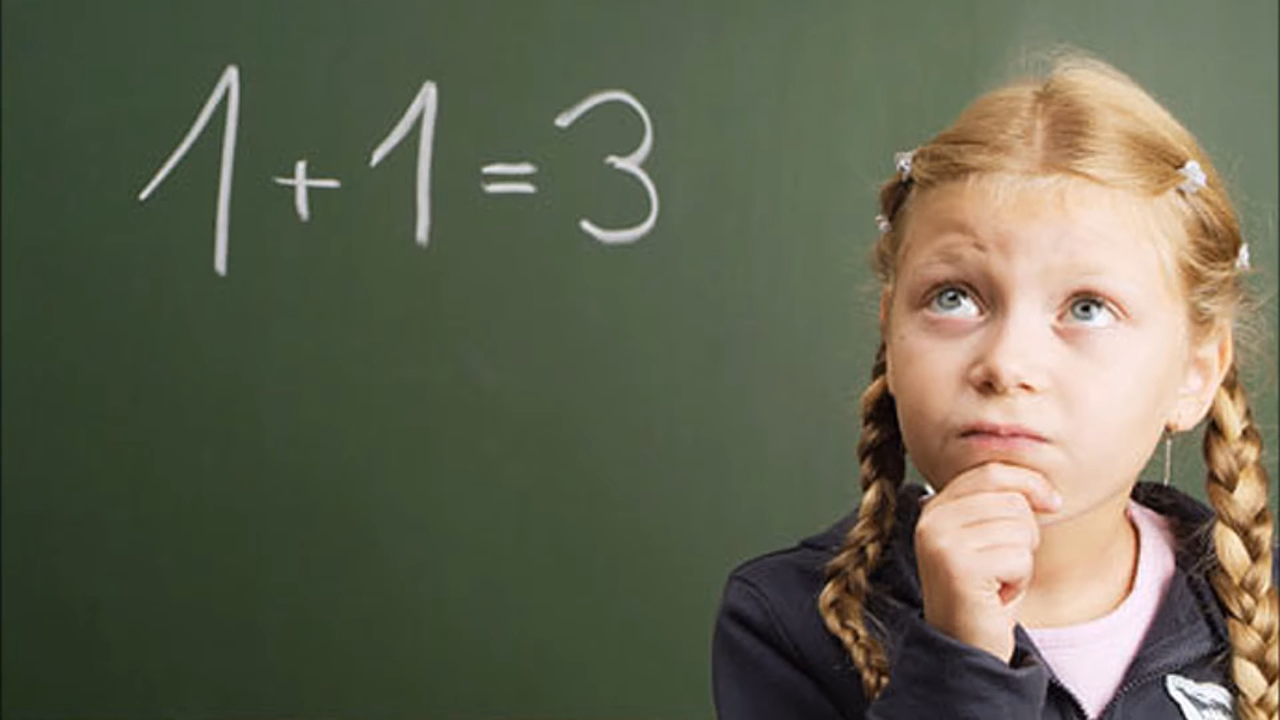 1 + 1 = 3